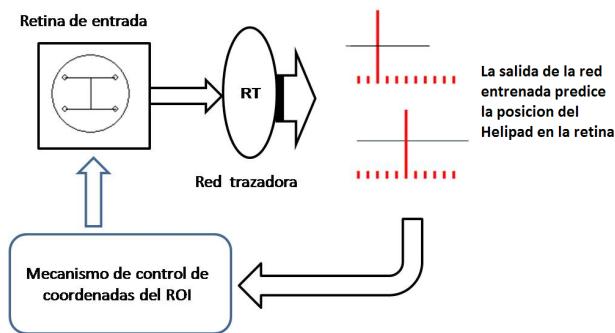 Retina de entrada
RT
Red trazadora
La salida de la red
entrenada predice
la posicion del
Helipad en la retina
Mecanismo de control de
coordenadas del ROI